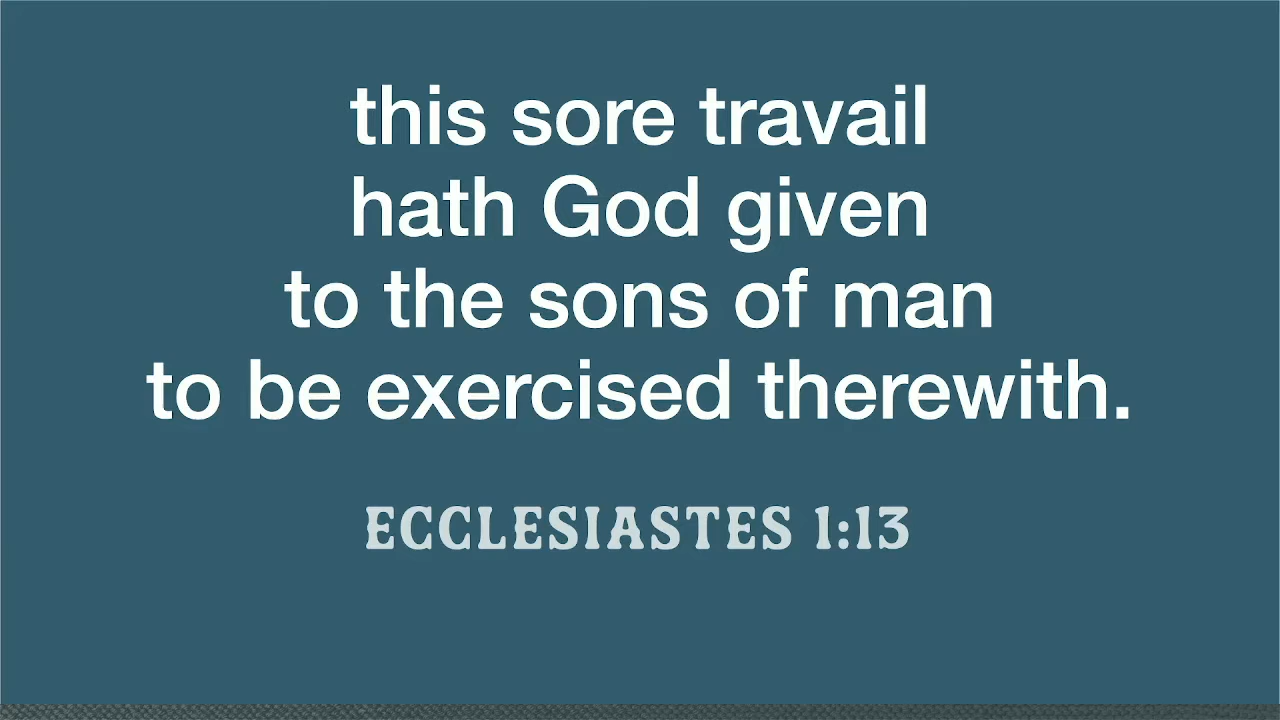 this sore travail
hath God given
to the sons of man
to be exercised therewith.
ECCLESIASTES 1:13